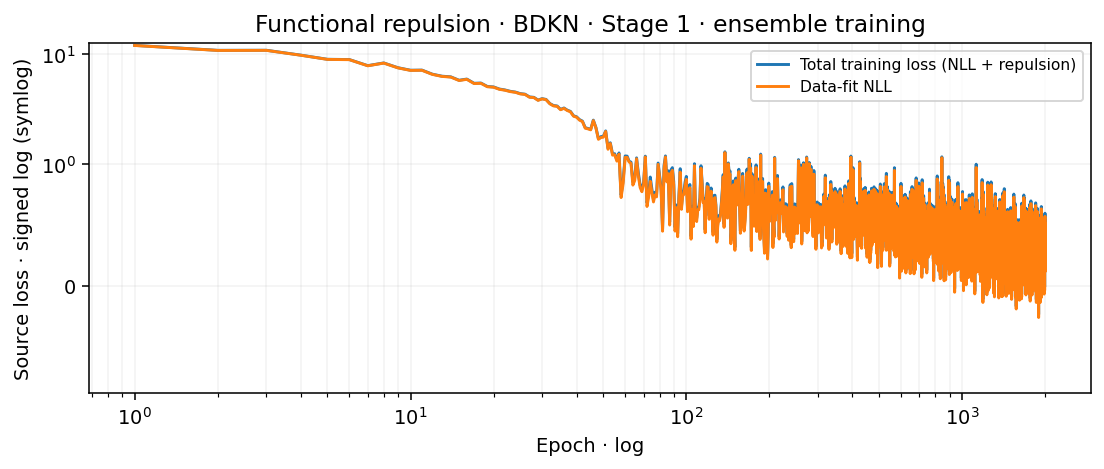 Functional repulsion · BDKN · Stage 1 · ensemble training
Source loss · signed log (symlog)
10¹
10⁰
0
Total training loss (NLL + repulsion)
Data-fit NLL
10⁰ 10¹ 10² 10³
Epoch · log